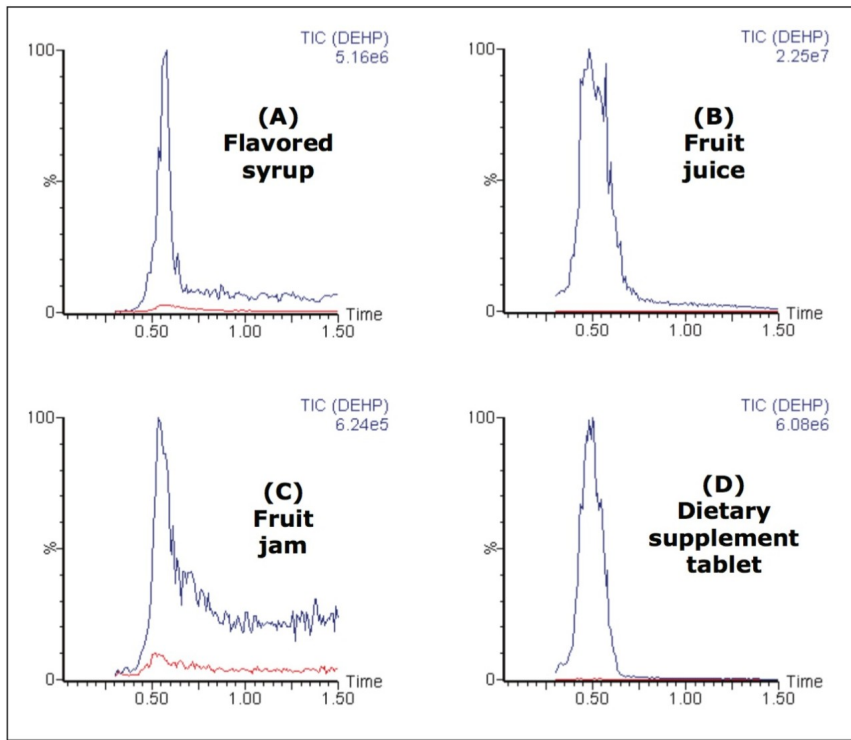 TIC (DEHP)
5.16e6
100
%
0
(A)
Flavored
syrup
Time
0.50
1.00
1.50
TIC (DEHP)
2.25e7
100
%
0
(B)
Fruit
juice
Time
0.50
1.00
1.50
TIC (DEHP)
6.24e5
100
%
0
(C)
Fruit
jam
Time
0.50
1.00
1.50
TIC (DEHP)
6.08e6
100
%
0
(D)
Dietary
supplement
tablet
Time
0.50
1.00
1.50